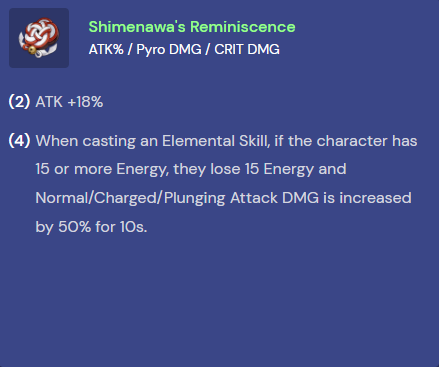 Shimenawa's Reminiscence
ATK% / Pyro DMG / CRIT DMG
(2) ATK +18%
(4) When casting an Elemental Skill, if the character has
15 or more Energy, they lose 15 Energy and
Normal/Charged/Plunging Attack DMG is increased
by 50% for 10s.